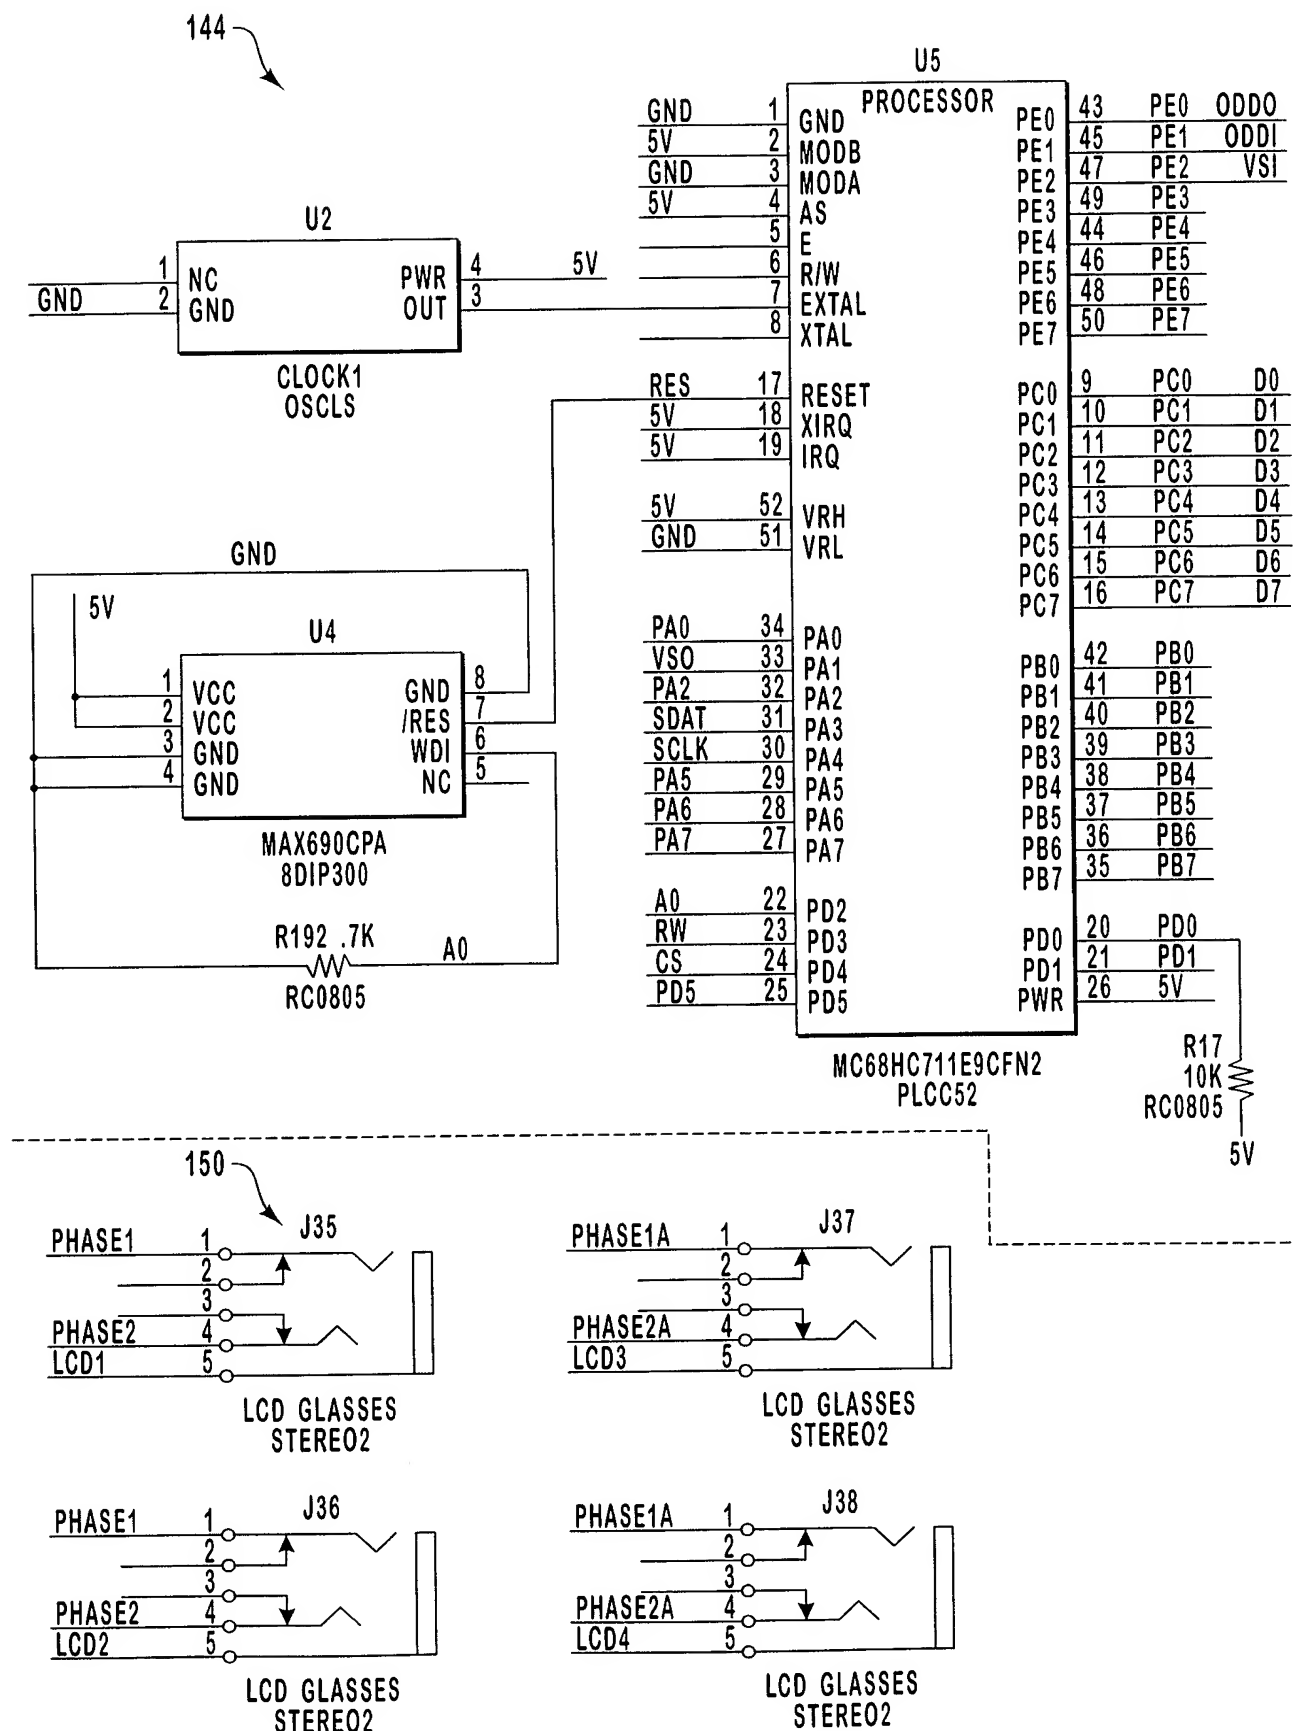 144
U5
PROCESSOR
GND 1 GND
5V 2 MODB
GND 3 MODA
5V 4 AS
5 E
6 R/W
7 EXTAL
8 XTAL
RES 17 RESET
5V 18 XIRQ
5V 19 IRQ
5V 52 VRH
GND 51 VRL
PA0 34 PA0
VSO 33 PA1
PA2 32 PA2
SDAT 31 PA3
SCLK 30 PA4
PA5 29 PA5
PA6 28 PA6
PA7 27 PA7
A0 22 PD2
RW 23 PD3
CS 24 PD4
PD5 25 PD5
PE0 43 PE0 ODDO
PE1 45 PE1 ODDI
PE2 47 PE2 VSI
PE3 49 PE3
PE4 44 PE4
PE5 46 PE5
PE6 48 PE6
PE7 50 PE7
PC0 9 PC0 D0
PC1 10 PC1 D1
PC2 11 PC2 D2
PC3 12 PC3 D3
PC4 13 PC4 D4
PC5 14 PC5 D5
PC6 15 PC6 D6
PC7 16 PC7 D7
PB0 42 PB0
PB1 41 PB1
PB2 40 PB2
PB3 39 PB3
PB4 38 PB4
PB5 37 PB5
PB6 36 PB6
PB7 35 PB7
PD0 20 PD0
PD1 21 PD1
PWR 26 5V
MC68HC711E9CFN2
PLCC52
R17
10K
RC0805
5V
U2
1 NC PWR 4 5V
GND 2 GND OUT 3
CLOCK1
OSCLS
GND
5V
U4
1 VCC GND 8
2 VCC /RES 7
3 GND WDI 6
4 GND NC 5
MAX690CPA
8DIP300
R192 .7K A0
RC0805
150
J35
PHASE1 1
2
3
PHASE2 4
LCD1 5
LCD GLASSES
STEREO2
J37
PHASE1A 1
2
3
PHASE2A 4
LCD3 5
LCD GLASSES
STEREO2
J36
PHASE1 1
2
3
PHASE2 4
LCD2 5
LCD GLASSES
STEREO2
J38
PHASE1A 1
2
3
PHASE2A 4
LCD4 5
LCD GLASSES
STEREO2